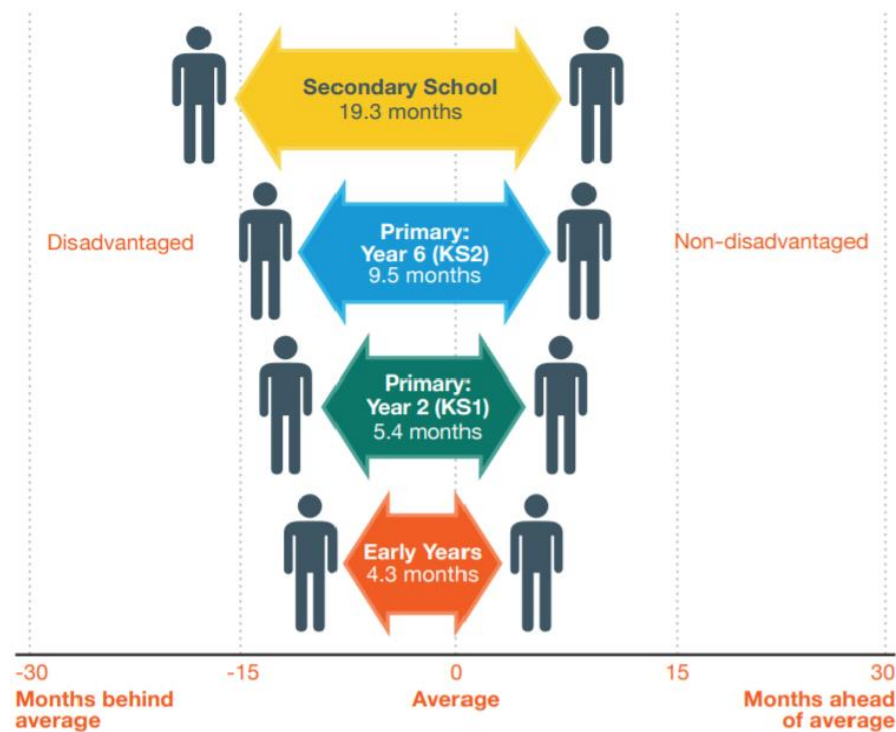 Secondary School
19.3 months
Disadvantaged
Primary:
Year 6 (KS2)
9.5 months
Non-disadvantaged
Primary:
Year 2 (KS1)
5.4 months
Early Years
4.3 months
-30
-15
0
15
30
Months behind
average
Average
Months ahead
of average